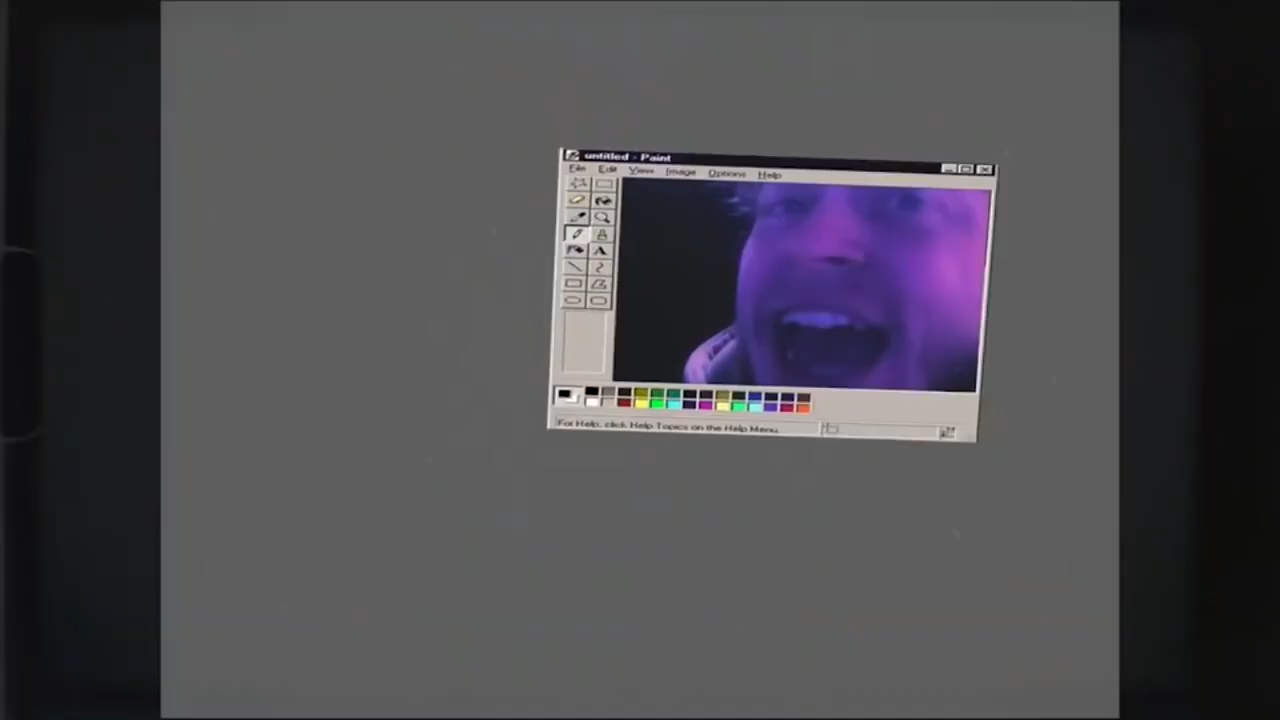 untitled - Paint
File Edit View Image Options Help
A
For Help, click Help Topics on the Help Menu.